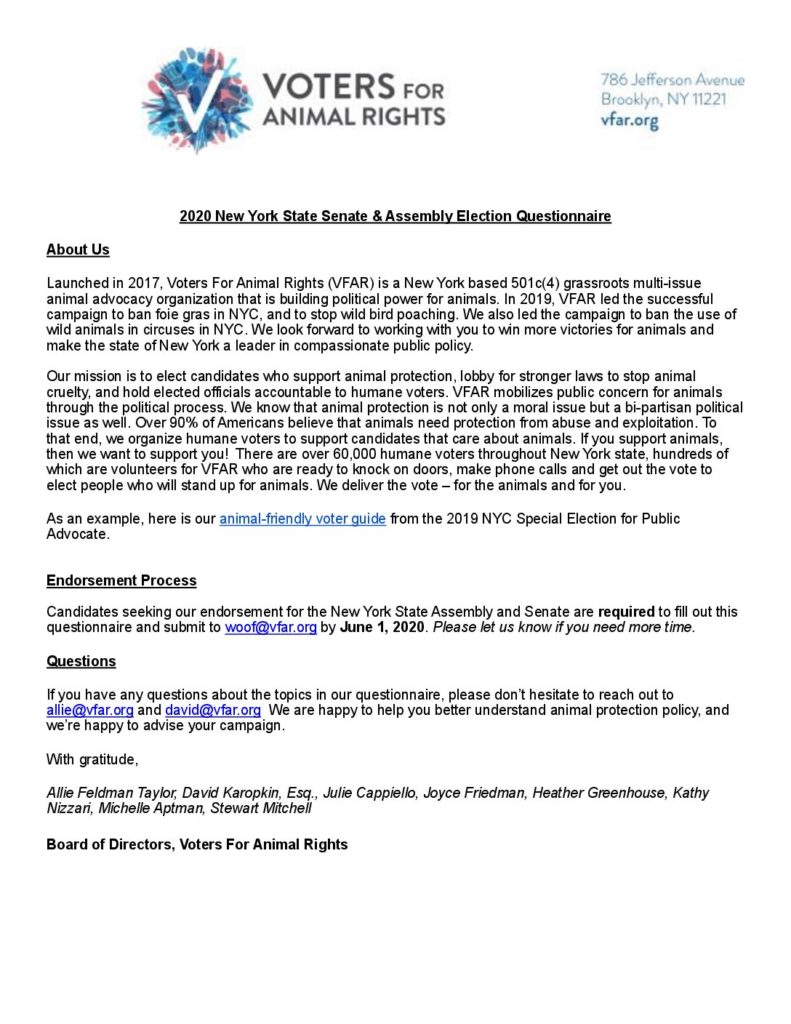 VOTERS FOR
ANIMAL RIGHTS
786 Jefferson Avenue
Brooklyn, NY 11221
vfar.org
2020 New York State Senate & Assembly Election Questionnaire
About Us
Launched in 2017, Voters For Animal Rights (VFAR) is a New York based 501c(4) grassroots multi-issue
animal advocacy organization that is building political power for animals. In 2019, VFAR led the successful
campaign to ban foie gras in NYC, and to stop wild bird poaching. We also led the campaign to ban the use of
wild animals in circuses in NYC. We look forward to working with you to win more victories for animals and
make the state of New York a leader in compassionate public policy.
Our mission is to elect candidates who support animal protection, lobby for stronger laws to stop animal
cruelty, and hold elected officials accountable to humane voters. VFAR mobilizes public concern for animals
through the political process. We know that animal protection is not only a moral issue but a bi-partisan political
issue as well. Over 90% of Americans believe that animals need protection from abuse and exploitation. To
that end, we organize humane voters to support candidates that care about animals. If you support animals,
then we want to support you!  There are over 60,000 humane voters throughout New York state, hundreds of
which are volunteers for VFAR who are ready to knock on doors, make phone calls and get out the vote to
elect people who will stand up for animals. We deliver the vote – for the animals and for you.
As an example, here is our animal-friendly voter guide from the 2019 NYC Special Election for Public
Advocate.
Endorsement Process
Candidates seeking our endorsement for the New York State Assembly and Senate are required to fill out this
questionnaire and submit to woof@vfar.org by June 1, 2020. Please let us know if you need more time.
Questions
If you have any questions about the topics in our questionnaire, please don’t hesitate to reach out to
allie@vfar.org and david@vfar.org  We are happy to help you better understand animal protection policy, and
we’re happy to advise your campaign.
With gratitude,
Allie Feldman Taylor, David Karopkin, Esq., Julie Cappiello, Joyce Friedman, Heather Greenhouse, Kathy
Nizzari, Michelle Aptman, Stewart Mitchell
Board of Directors, Voters For Animal Rights